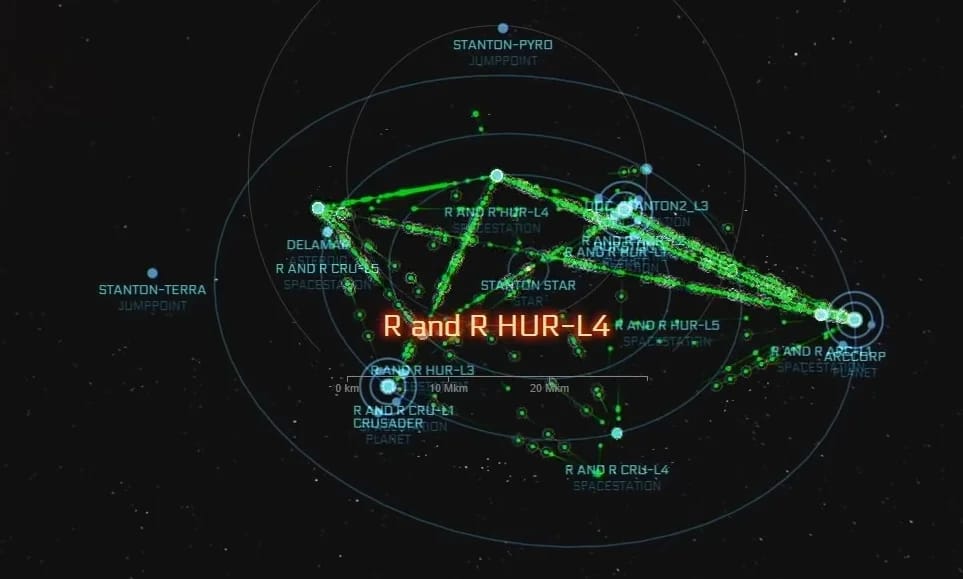 STANTON-PYRO
JUMPPOINT
R AND R HUR-L4
SPACESTATION
DELAMAR
ASTEROID
R AND R CRU-L5
SPACESTATION
STANTON-TERRA
JUMPPOINT
STANTON STAR
STAR
R and R HUR-L4
R AND R HUR-L5
SPACESTATION
SPACESTATION
ARCCORP
PLANET
R AND R HUR-L3
0 km 10 Mkm 20 Mkm
R AND R CRU-L1
CRUSADER
PLANET
R AND R CRU-L4
SPACESTATION